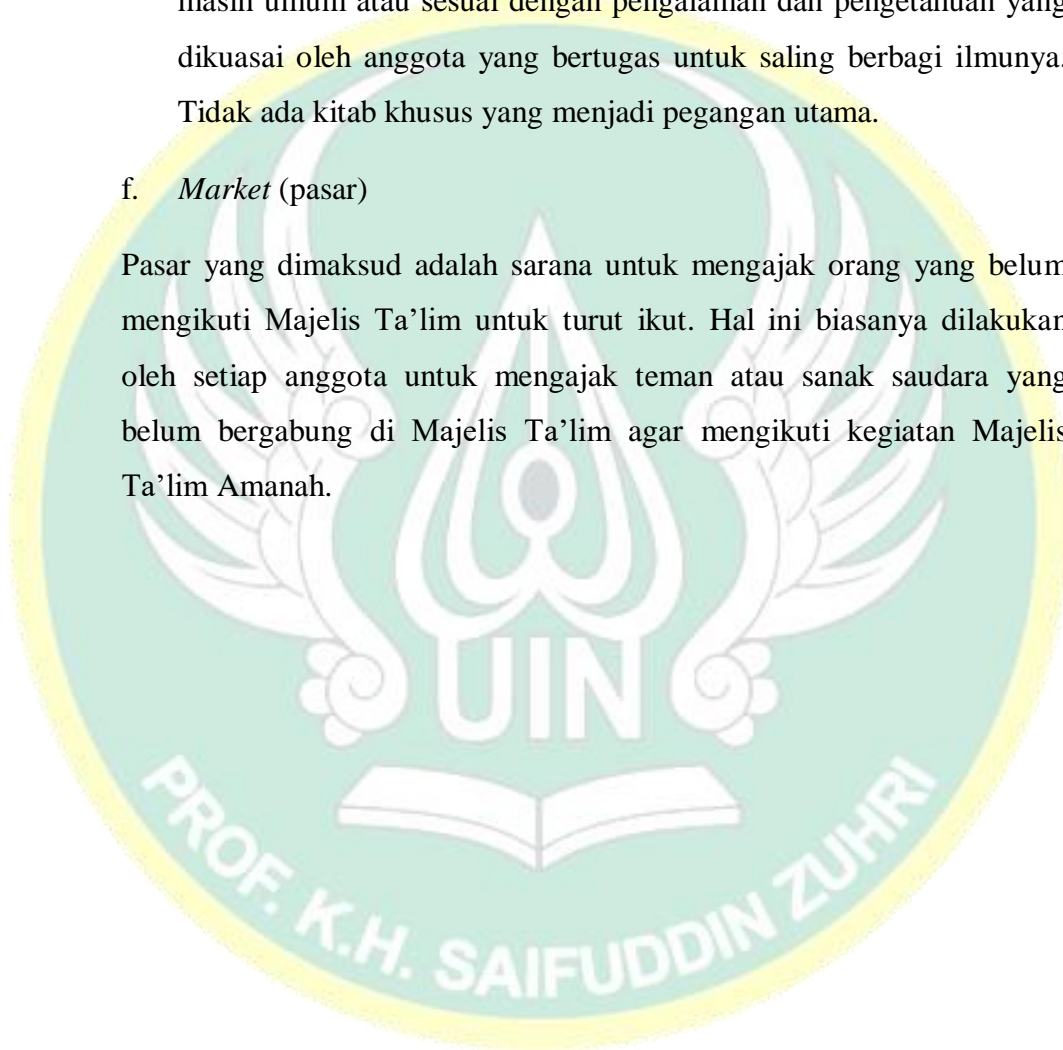 masih umum atau sesuai dengan pengalaman dan pengetahuan yang
dikuasai oleh anggota yang bertugas untuk saling berbagi ilmunya.
Tidak ada kitab khusus yang menjadi pegangan utama.
f. Market (pasar)
Pasar yang dimaksud adalah sarana untuk mengajak orang yang belum
mengikuti Majelis Ta’lim untuk turut ikut. Hal ini biasanya dilakukan
oleh setiap anggota untuk mengajak teman atau sanak saudara yang
belum bergabung di Majelis Ta’lim agar mengikuti kegiatan Majelis
Ta’lim Amanah.
UIN
PROF. K.H. SAIFUDDIN ZUHRI